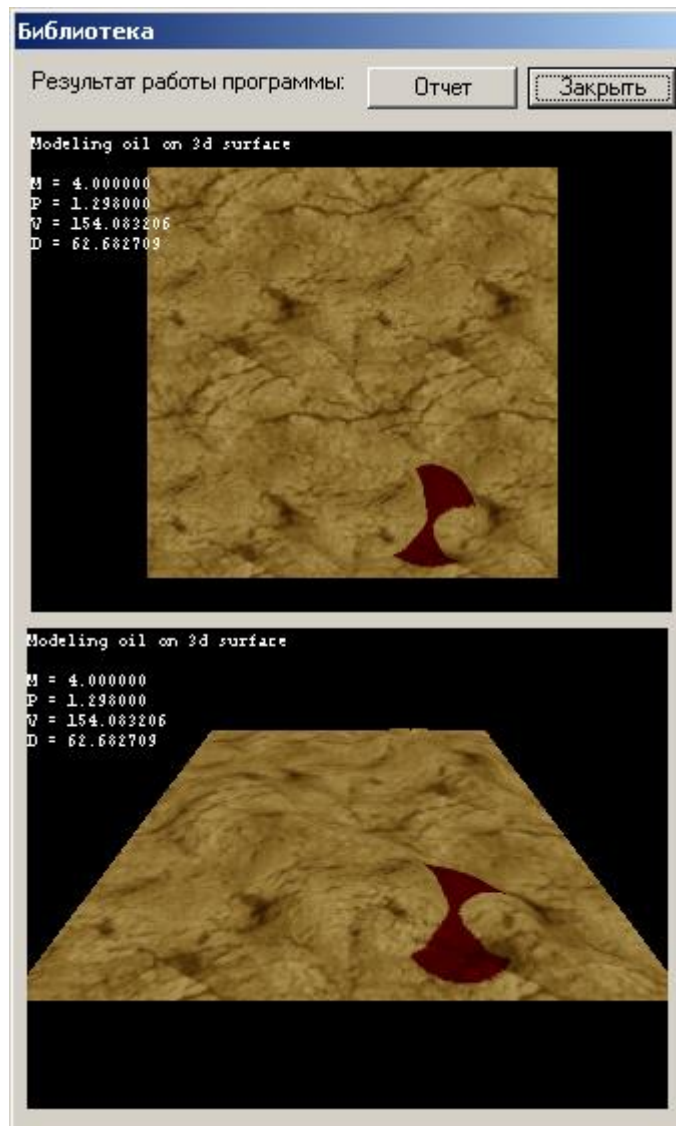 Библиотека
Результат работы программы: Отчет Закрыть
Modeling oil on 3d surface
M = 4.000000
P = 1.298000
V = 154.083206
D = 62.682709
Modeling oil on 3d surface
M = 4.000000
P = 1.298000
V = 154.083206
D = 62.682709